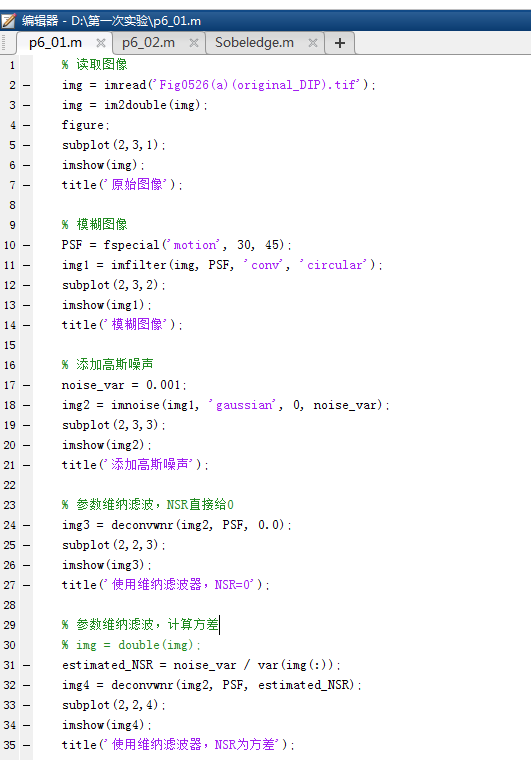 编辑器 - D:\第一次实验\p6_01.m
p6_01.m × p6_02.m × Sobeledge.m × +
1 % 读取图像
2 — img = imread('Fig0526(a)(original_DIP).tif');
3 — img = im2double(img);
4 — figure;
5 — subplot(2,3,1);
6 — imshow(img);
7 — title('原始图像');
8
9 % 模糊图像
10 — PSF = fspecial('motion', 30, 45);
11 — img1 = imfilter(img, PSF, 'conv', 'circular');
12 — subplot(2,3,2);
13 — imshow(img1);
14 — title('模糊图像');
15
16 % 添加高斯噪声
17 — noise_var = 0.001;
18 — img2 = imnoise(img1, 'gaussian', 0, noise_var);
19 — subplot(2,3,3);
20 — imshow(img2);
21 — title('添加高斯噪声');
22
23 % 参数维纳滤波，NSR直接给0
24 — img3 = deconvwnr(img2, PSF, 0.0);
25 — subplot(2,2,3);
26 — imshow(img3);
27 — title('使用维纳滤波器，NSR=0');
28
29 % 参数维纳滤波，计算方差
30 % img = double(img);
31 — estimated_NSR = noise_var / var(img(:));
32 — img4 = deconvwnr(img2, PSF, estimated_NSR);
33 — subplot(2,2,4);
34 — imshow(img4);
35 — title('使用维纳滤波器，NSR为方差');